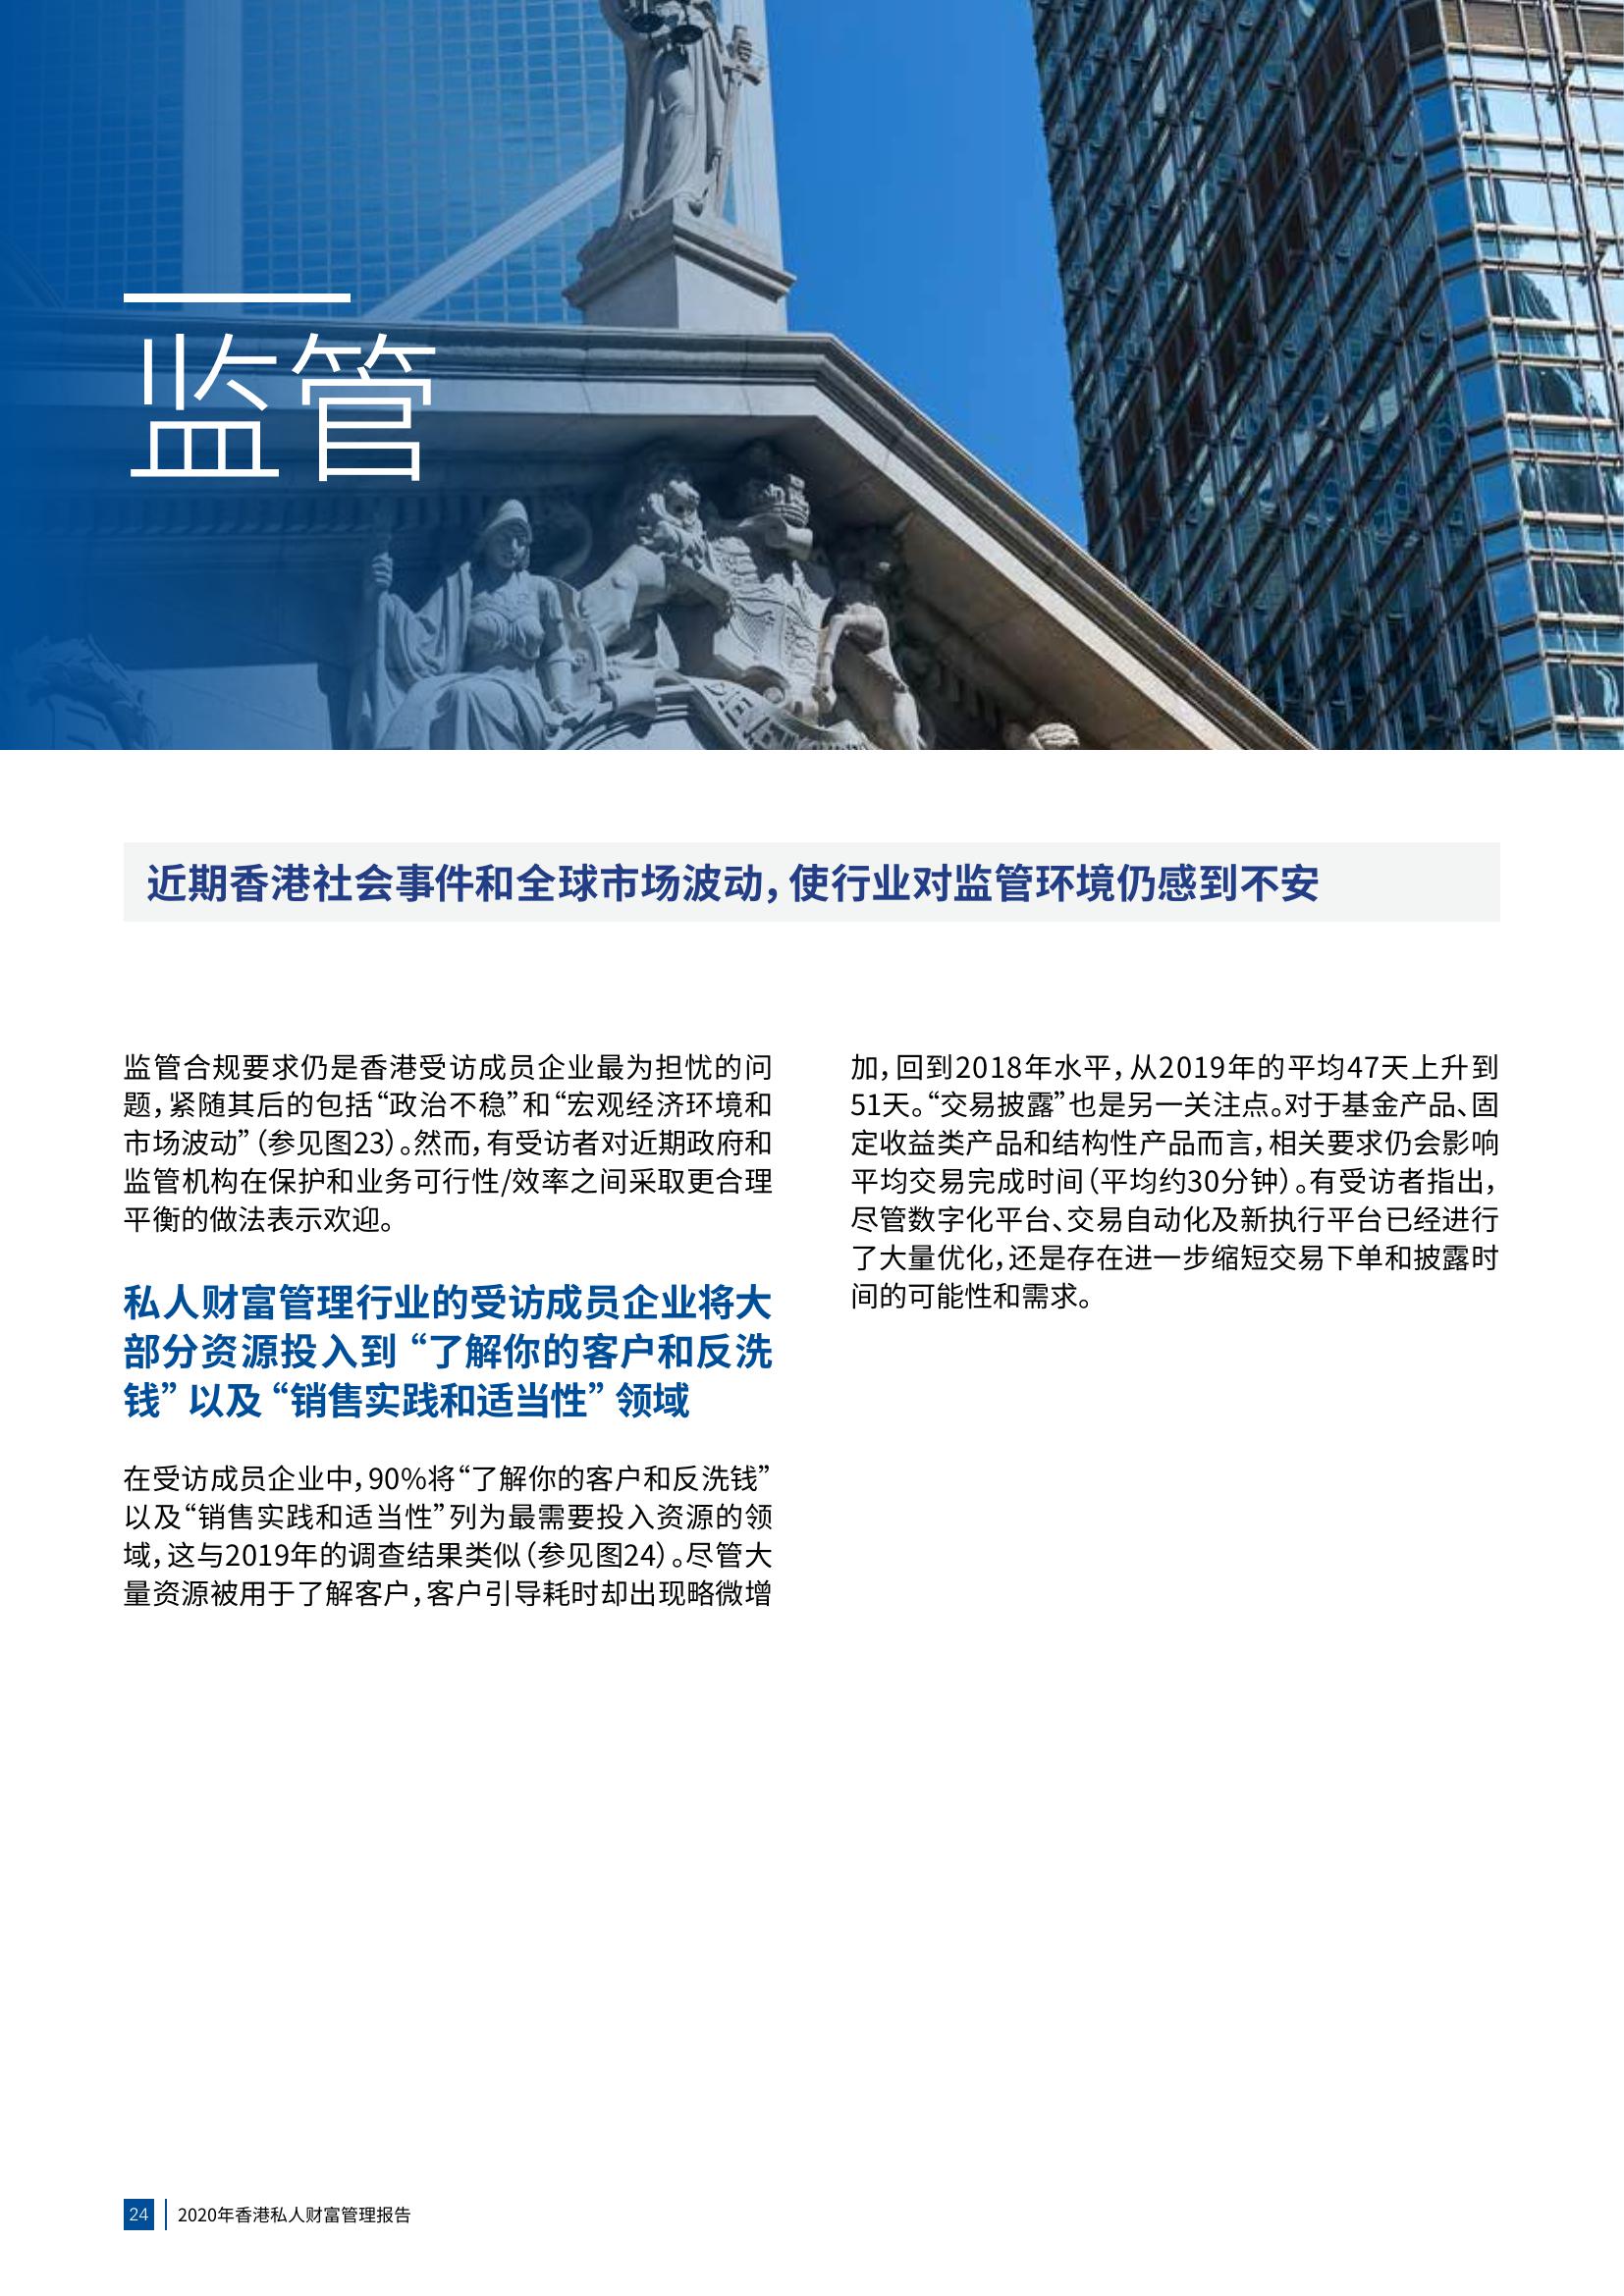 监管
近期香港社会事件和全球市场波动，使行业对监管环境仍感到不安
监管合规要求仍是香港受访成员企业最为担忧的问
题，紧随其后的包括“政治不稳”和“宏观经济环境和
市场波动”（参见图23）。然而，有受访者对近期政府和
监管机构在保护和业务可行性/效率之间采取更合理
平衡的做法表示欢迎。
私人财富管理行业的受访成员企业将大
部分资源投入到 “了解你的客户和反洗
钱” 以及 “销售实践和适当性” 领域
在受访成员企业中，90%将“了解你的客户和反洗钱”
以及“销售实践和适当性”列为最需要投入资源的领
域，这与2019年的调查结果类似（参见图24）。尽管大
量资源被用于了解客户，客户引导耗时却出现略微增
加，回到2018年水平，从2019年的平均47天上升到
51天。“交易披露”也是另一关注点。对于基金产品、固
定收益类产品和结构性产品而言，相关要求仍会影响
平均交易完成时间（平均约30分钟）。有受访者指出，
尽管数字化平台、交易自动化及新执行平台已经进行
了大量优化，还是存在进一步缩短交易下单和披露时
间的可能性和需求。
24
2020年香港私人财富管理报告